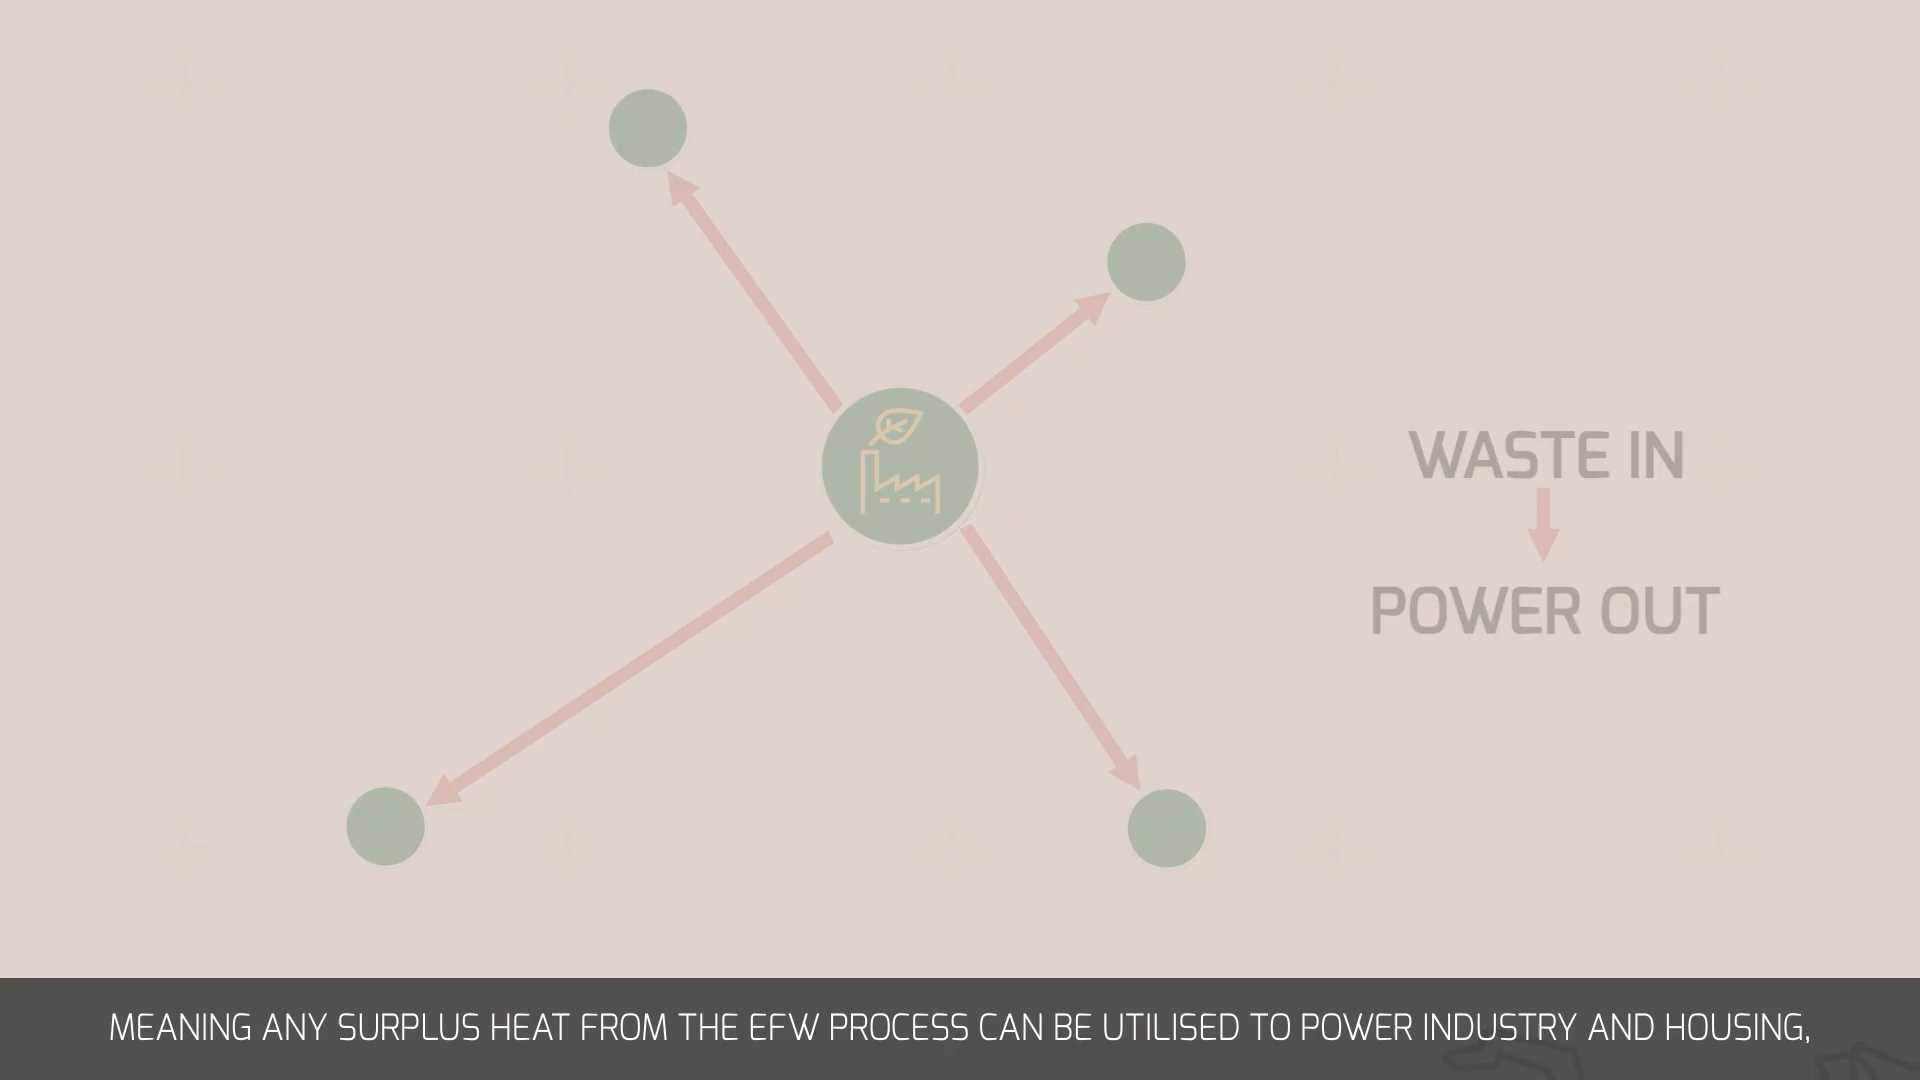 WASTE IN
POWER OUT
MEANING ANY SURPLUS HEAT FROM THE EFW PROCESS CAN BE UTILISED TO POWER INDUSTRY AND HOUSING,